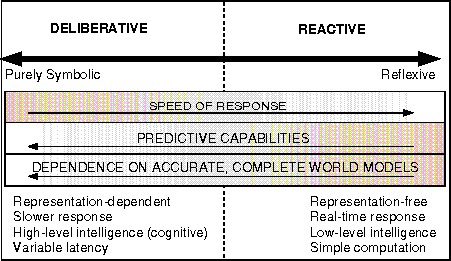 DELIBERATIVE
REACTIVE
Purely Symbolic
Reflexive
SPEED OF RESPONSE
PREDICTIVE CAPABILITIES
DEPENDENCE ON ACCURATE, COMPLETE WORLD MODELS
Representation-dependent
Slower response
High-level intelligence (cognitive)
Variable latency
Representation-free
Real-time response
Low-level intelligence
Simple computation